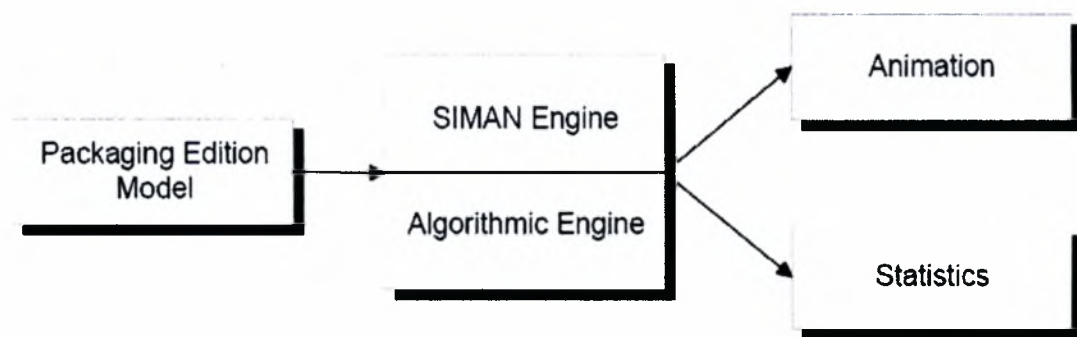 Packaging Edition
Model
SIMAN Engine
Algorithmic Engine
Animation
Statistics